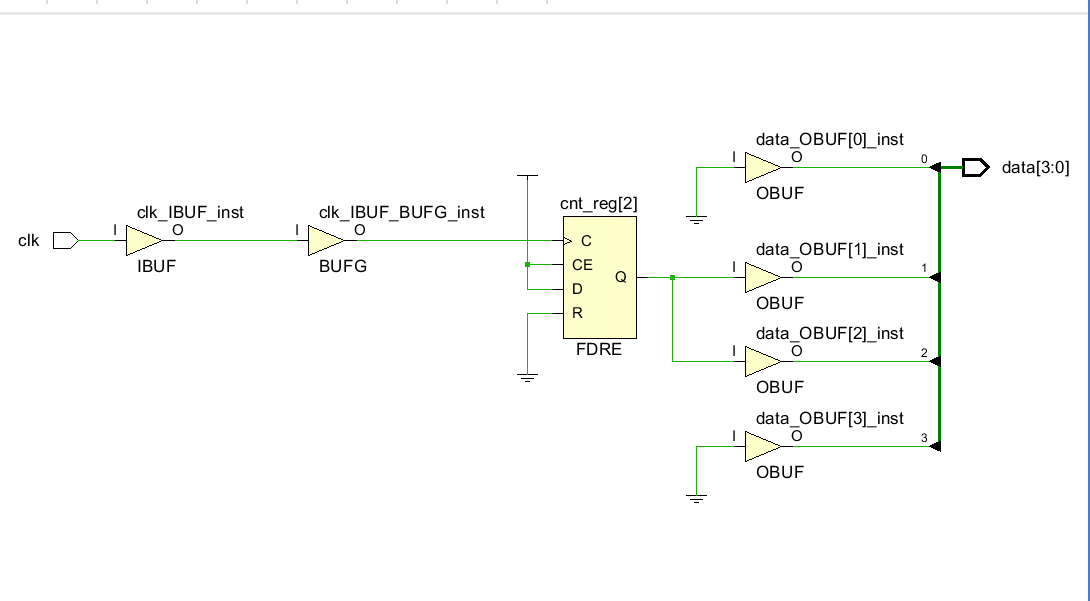 data_OBUF[0]_inst
I
O
0
OBUF
data[3:0]
clk
clk_IBUF_inst
I
O
IBUF
clk_IBUF_BUFG_inst
I
O
BUFG
cnt_reg[2]
C
CE
D
R
Q
FDRE
data_OBUF[1]_inst
I
O
1
OBUF
data_OBUF[2]_inst
I
O
2
OBUF
data_OBUF[3]_inst
I
O
3
OBUF